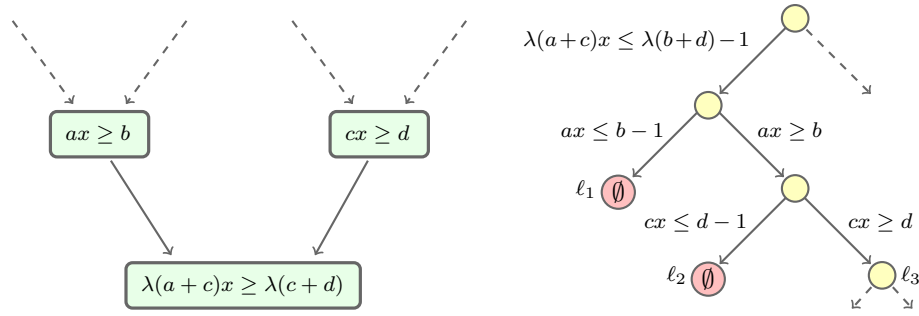 ax ≥ b
cx ≥ d
λ(a + c)x ≥ λ(c + d)
λ(a+c)x ≤ λ(b+d)−1
ax ≤ b − 1
ax ≥ b
ℓ₁ ∅
cx ≤ d − 1
cx ≥ d
ℓ₂ ∅
ℓ₃